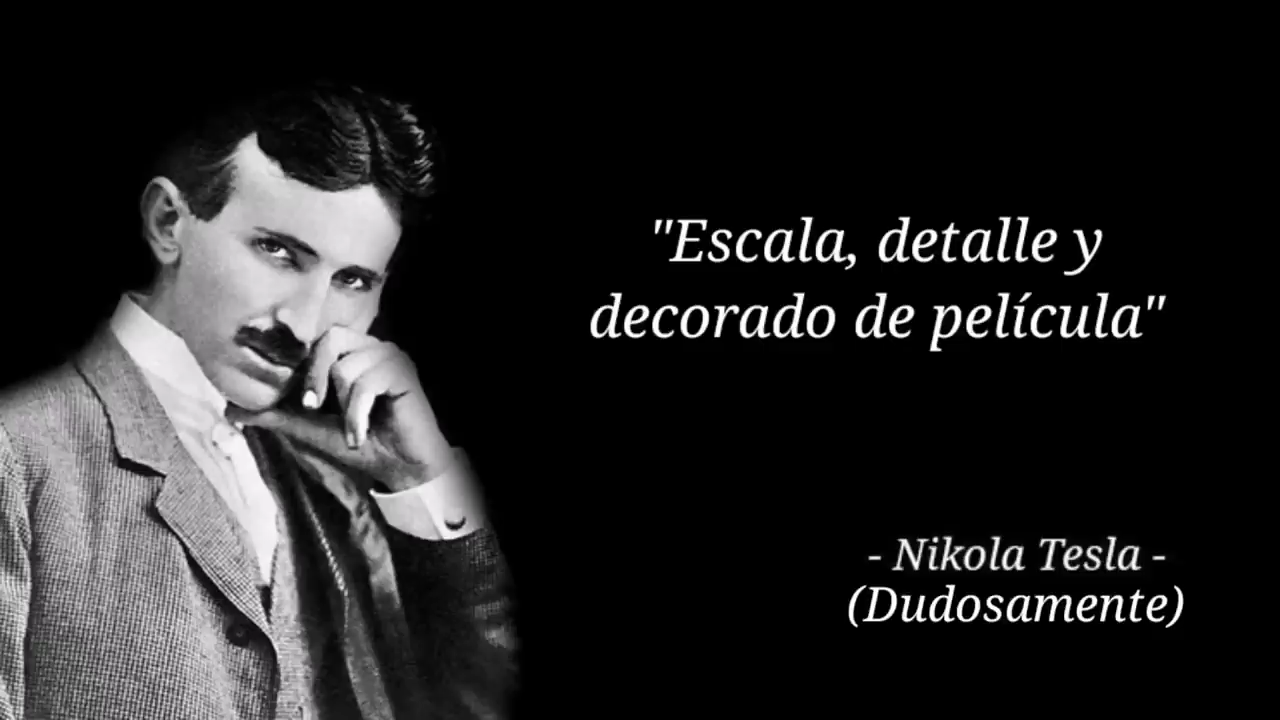 "Escala, detalle y
decorado de película"
- Nikola Tesla -
(Dudosamente)